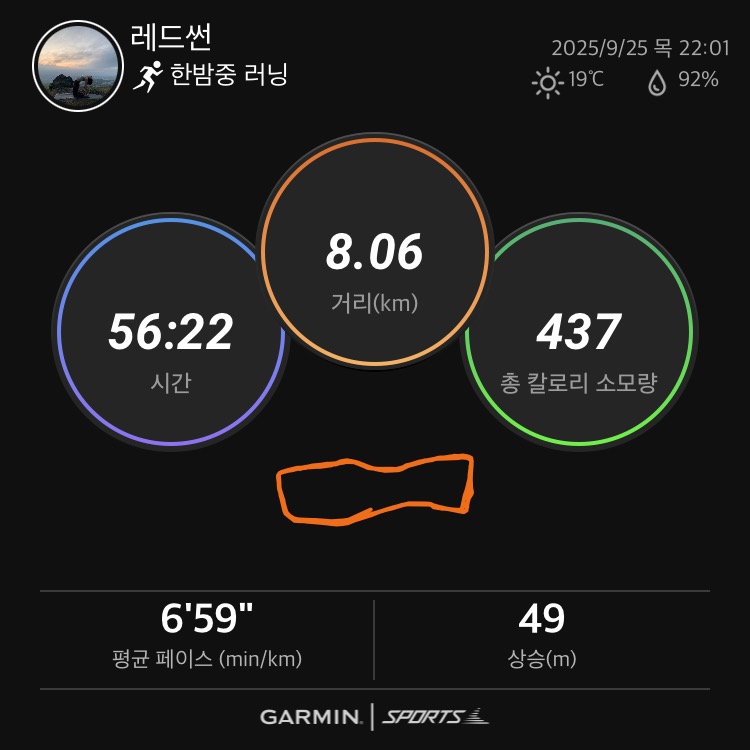 레드썬
한밤중 러닝
2025/9/25 목 22:01
19℃ 92%
8.06
거리(km)
56:22
시간
437
총 칼로리 소모량
6'59"
평균 페이스 (min/km)
49
상승(m)
GARMIN. | SPORTS